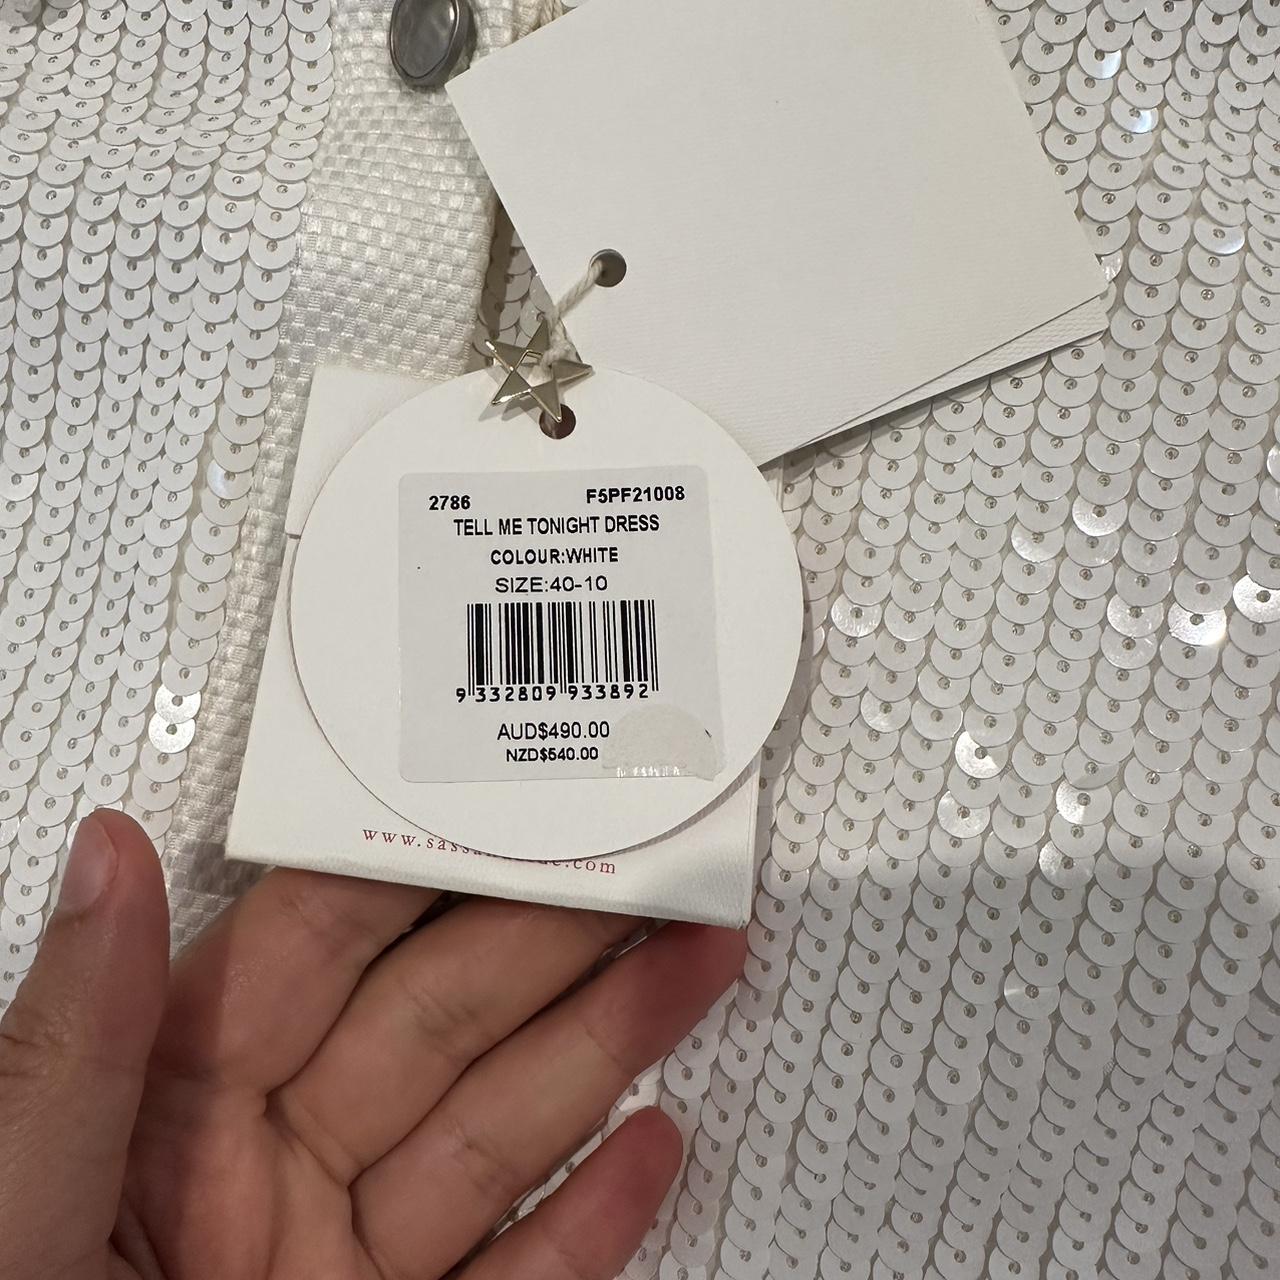 2786 F5PF21008
TELL ME TONIGHT DRESS
COLOUR:WHITE
SIZE:40-10
9 332809 933892
AUD$490.00
NZD$540.00